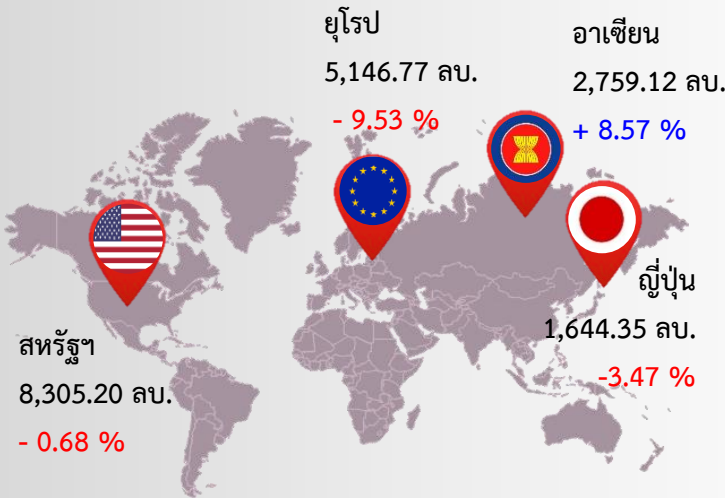 ยุโรป
5,146.77 ลบ.
- 9.53 %
อาเซียน
2,759.12 ลบ.
+ 8.57 %
ญี่ปุ่น
1,644.35 ลบ.
-3.47 %
สหรัฐฯ
8,305.20 ลบ.
- 0.68 %